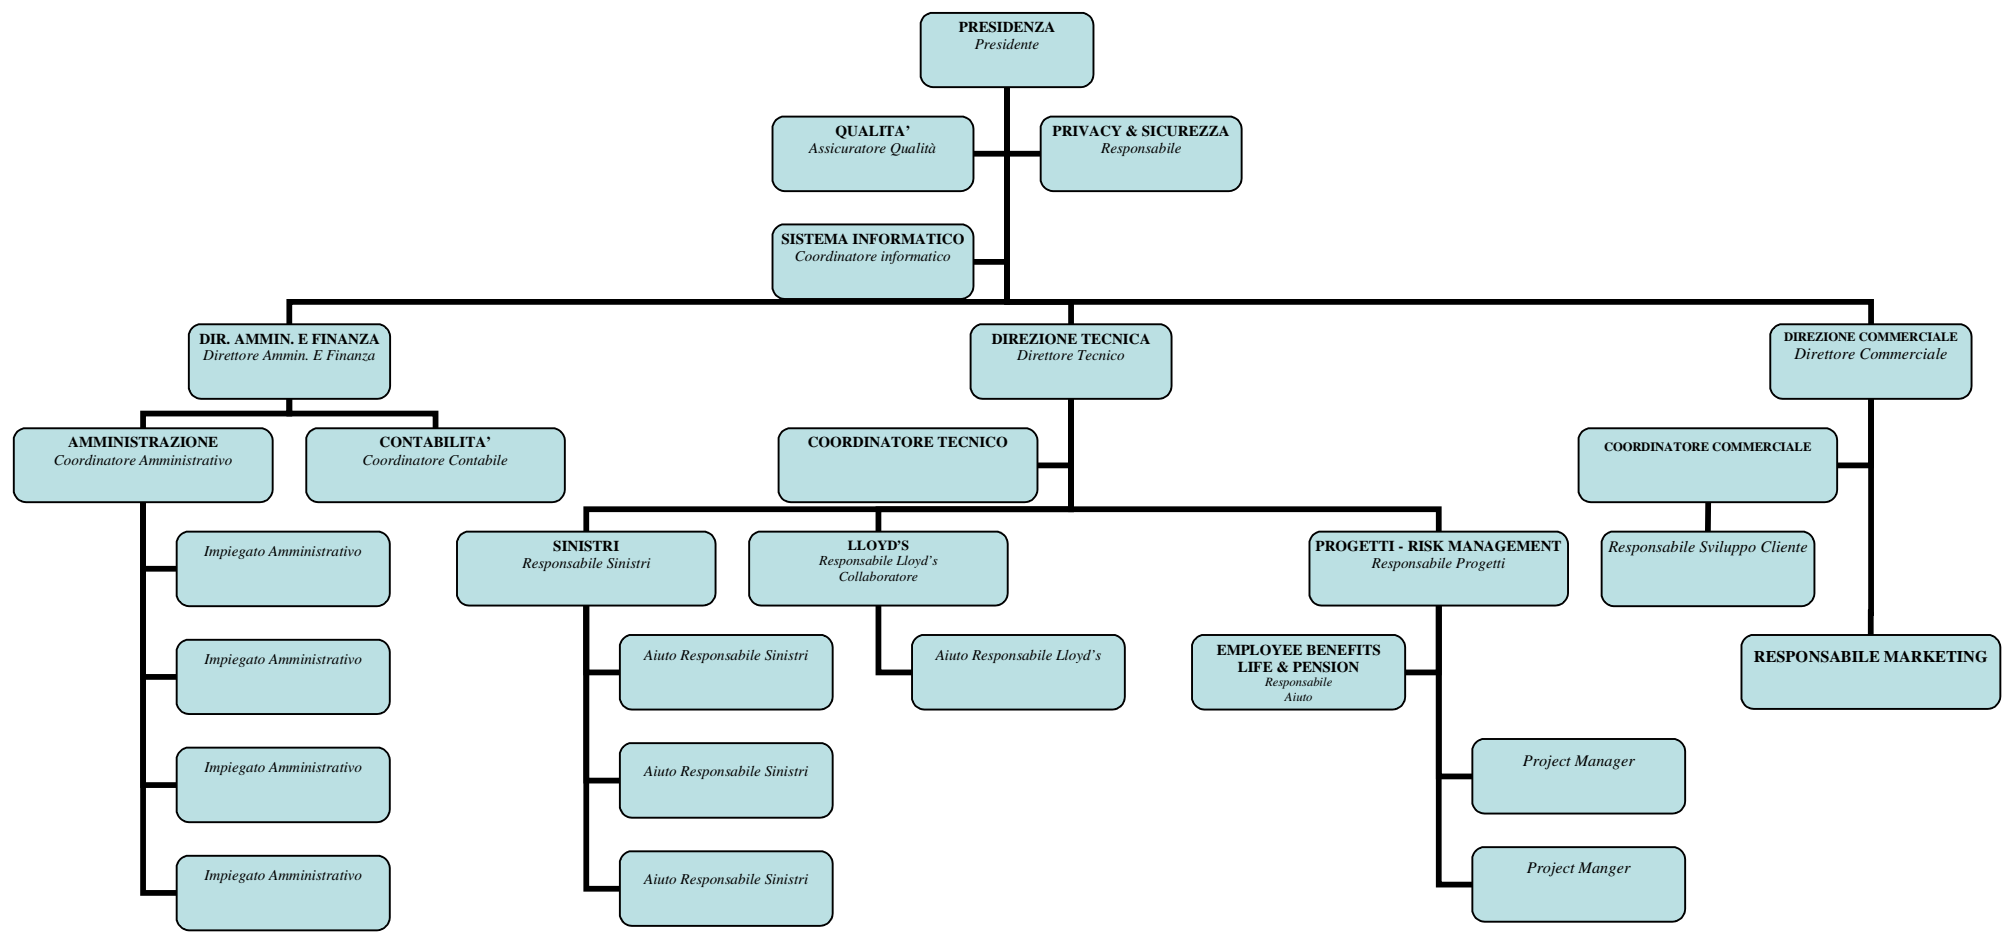 PRESIDENZA
Presidente
QUALITA’
Assicuratore Qualità
PRIVACY & SICUREZZA
Responsabile
SISTEMA INFORMATICO
Coordinatore informatico
DIR. AMMIN. E FINANZA
Direttore Ammin. E Finanza
DIREZIONE TECNICA
Direttore Tecnico
DIREZIONE COMMERCIALE
Direttore Commerciale
AMMINISTRAZIONE
Coordinatore Amministrativo
CONTABILITA’
Coordinatore Contabile
COORDINATORE TECNICO
COORDINATORE COMMERCIALE
Impiegato Amministrativo
SINISTRI
Responsabile Sinistri
LLOYD’S
Responsabile Lloyd’s
Collaboratore
PROGETTI - RISK MANAGEMENT
Responsabile Progetti
Responsabile Sviluppo Cliente
Impiegato Amministrativo
Aiuto Responsabile Sinistri
Aiuto Responsabile Lloyd’s
EMPLOYEE BENEFITS
LIFE & PENSION
Responsabile
Aiuto
RESPONSABILE MARKETING
Impiegato Amministrativo
Aiuto Responsabile Sinistri
Project Manager
Impiegato Amministrativo
Aiuto Responsabile Sinistri
Project Manger